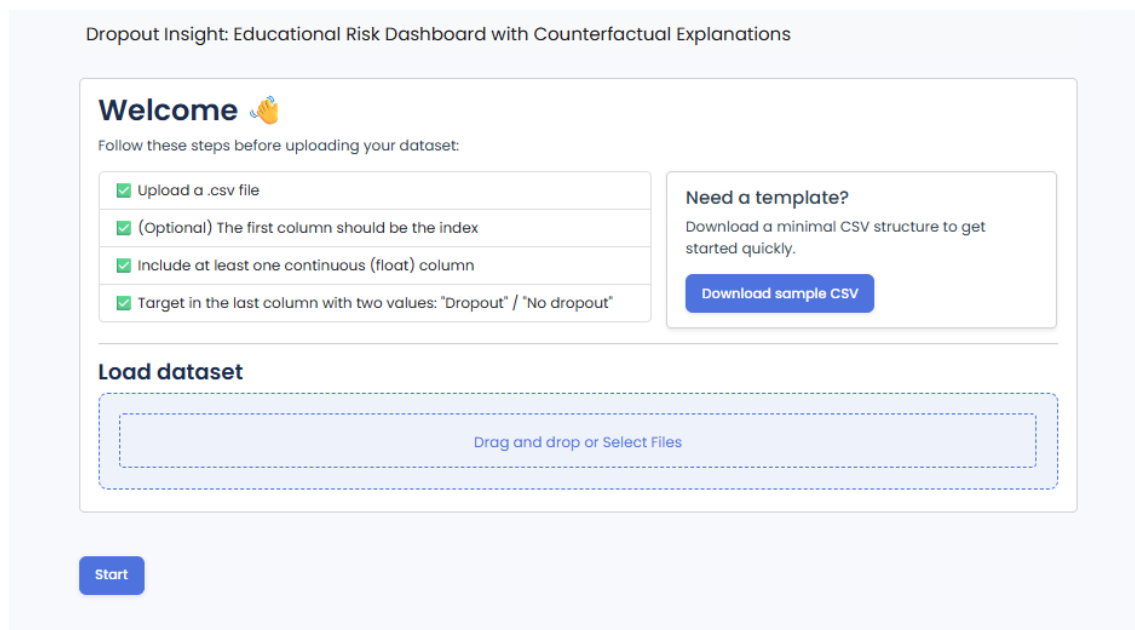 Dropout Insight: Educational Risk Dashboard with Counterfactual Explanations
Welcome 👋
Follow these steps before uploading your dataset:
✅ Upload a .csv file
✅ (Optional) The first column should be the index
✅ Include at least one continuous (float) column
✅ Target in the last column with two values: "Dropout" / "No dropout"
Need a template?
Download a minimal CSV structure to get
started quickly.
Download sample CSV
Load dataset
Drag and drop or Select Files
Start